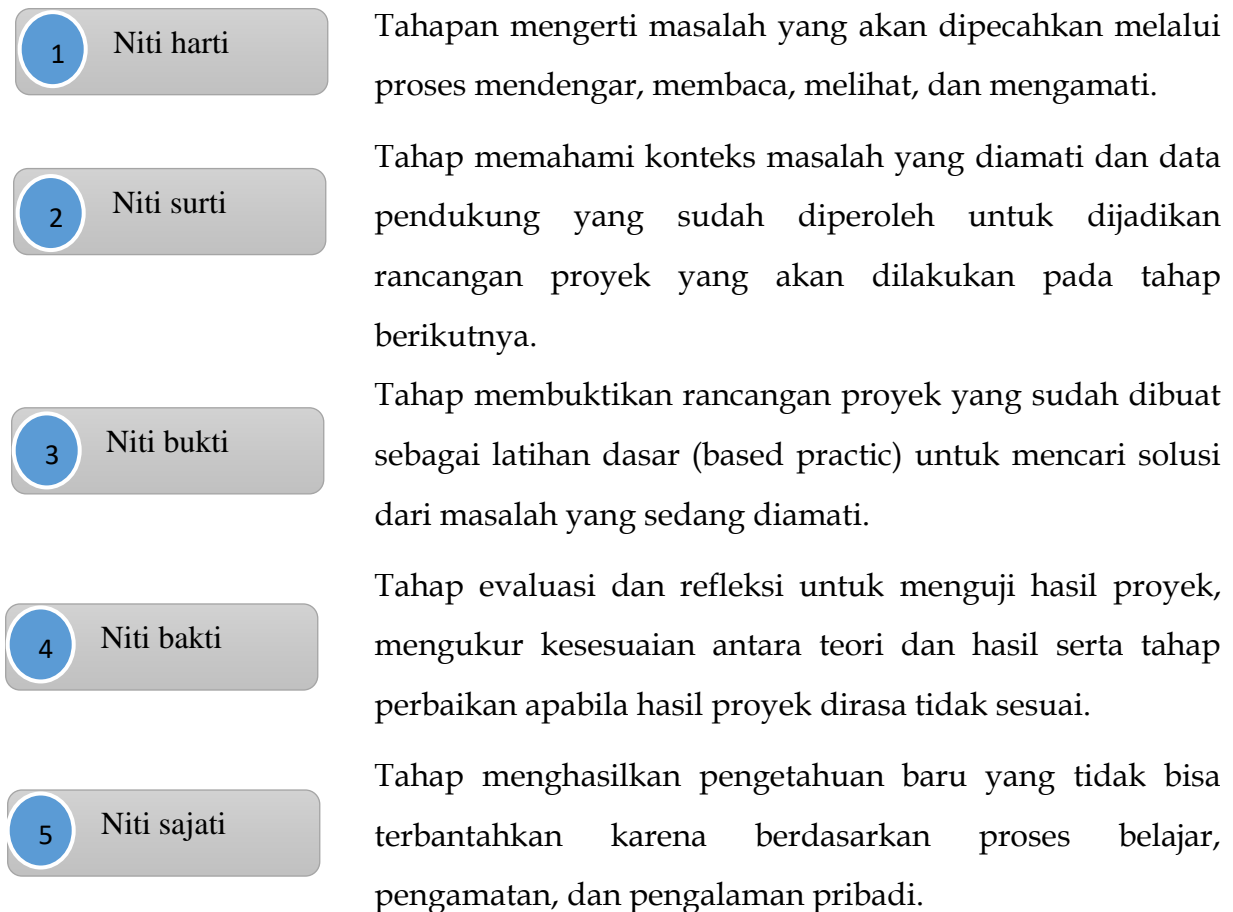 1 Niti harti
Tahapan mengerti masalah yang akan dipecahkan melalui
proses mendengar, membaca, melihat, dan mengamati.
2 Niti surti
Tahap memahami konteks masalah yang diamati dan data
pendukung yang sudah diperoleh untuk dijadikan
rancangan proyek yang akan dilakukan pada tahap
berikutnya.
3 Niti bukti
Tahap membuktikan rancangan proyek yang sudah dibuat
sebagai latihan dasar (based practic) untuk mencari solusi
dari masalah yang sedang diamati.
4 Niti bakti
Tahap evaluasi dan refleksi untuk menguji hasil proyek,
mengukur kesesuaian antara teori dan hasil serta tahap
perbaikan apabila hasil proyek dirasa tidak sesuai.
5 Niti sajati
Tahap menghasilkan pengetahuan baru yang tidak bisa
terbantahkan karena berdasarkan proses belajar,
pengamatan, dan pengalaman pribadi.